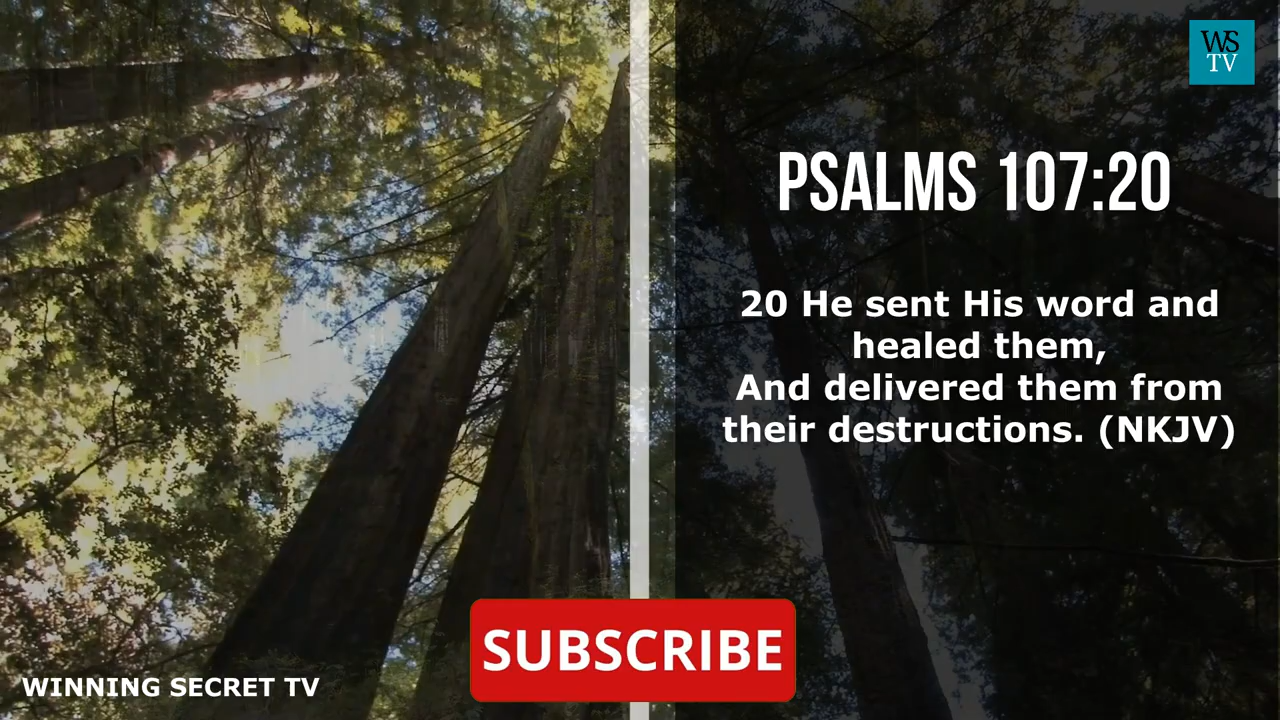 WS
TV
PSALMS 107:20
20 He sent His word and
healed them,
And delivered them from
their destructions. (NKJV)
SUBSCRIBE
WINNING SECRET TV